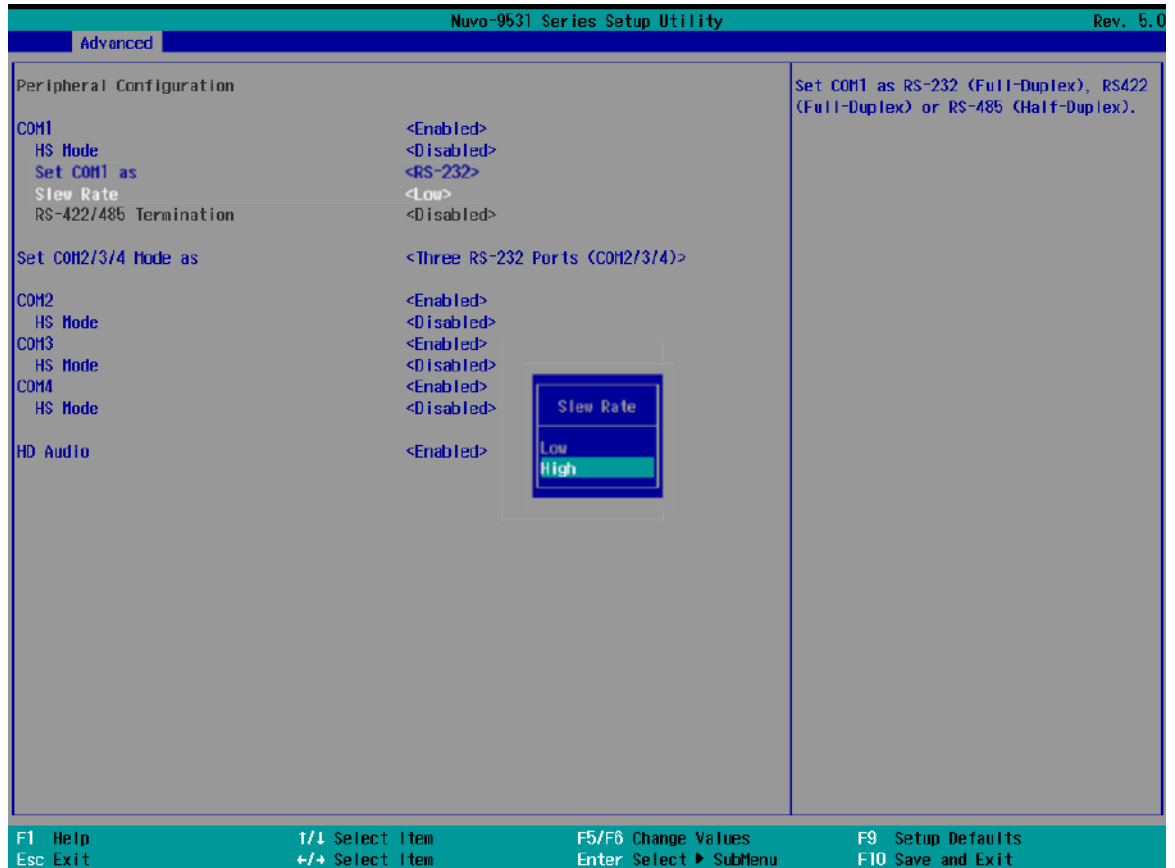 Nuvo-9531 Series Setup Utility Rev. 5.0
Advanced
Peripheral Configuration
Set COM1 as RS-232 (Full-Duplex), RS422
(Full-Duplex) or RS-485 (Half-Duplex).
COM1 <Enabled>
HS Mode <Disabled>
Set COM1 as <RS-232>
Slew Rate <Low>
RS-422/485 Termination <Disabled>
Set COM2/3/4 Mode as <Three RS-232 Ports (COM2/3/4)>
COM2 <Enabled>
HS Mode <Disabled>
COM3 <Enabled>
HS Mode <Disabled>
COM4 <Enabled>
HS Mode <Disabled>
HD Audio <Enabled>
Slew Rate
Low
High
F1 Help ↑/↓ Select Item F5/F6 Change Values F9 Setup Defaults
Esc Exit ←/→ Select Item Enter Select ▶ SubMenu F10 Save and Exit